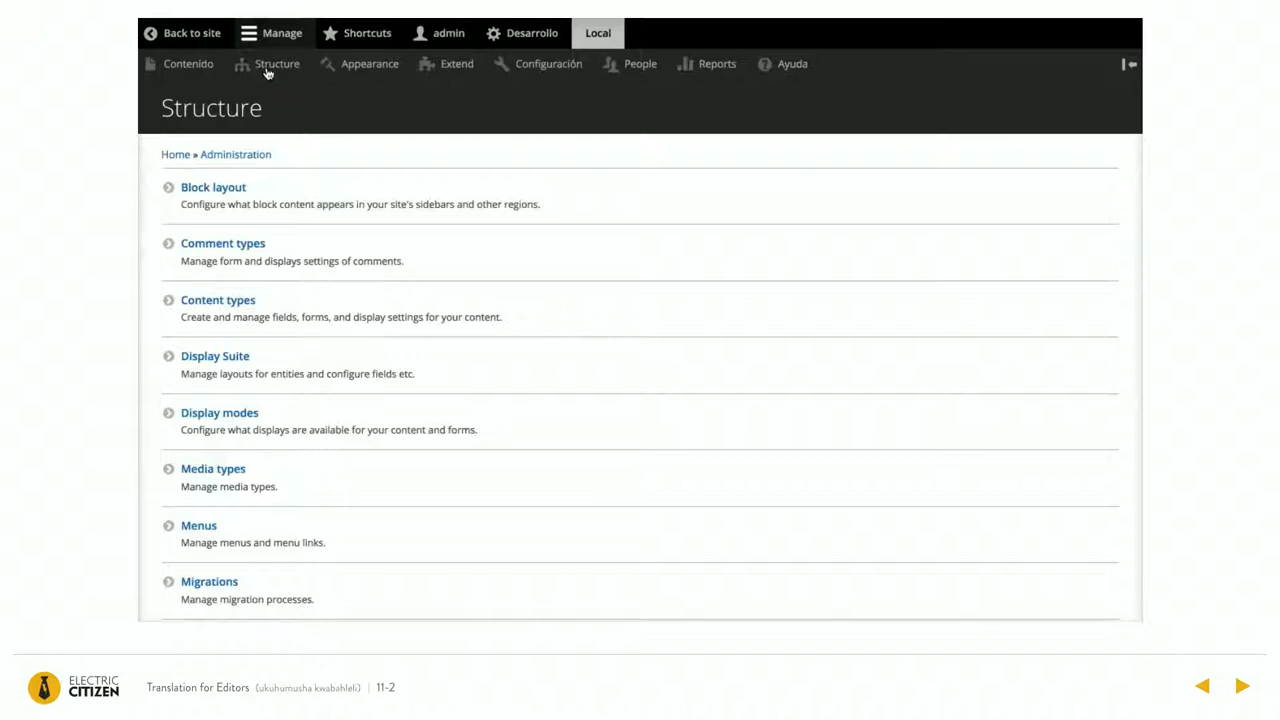 Back to site Manage Shortcuts admin Desarrollo Local
Contenido Structure Appearance Extend Configuración People Reports Ayuda
Structure
Home » Administration
Block layout
Configure what block content appears in your site's sidebars and other regions.
Comment types
Manage form and displays settings of comments.
Content types
Create and manage fields, forms, and display settings for your content.
Display Suite
Manage layouts for entities and configure fields etc.
Display modes
Configure what displays are available for your content and forms.
Media types
Manage media types.
Menus
Manage menus and menu links.
Migrations
Manage migration processes.
ELECTRIC
CITIZEN
Translation for Editors (ukuhumusha kwabahleli) | 11-2